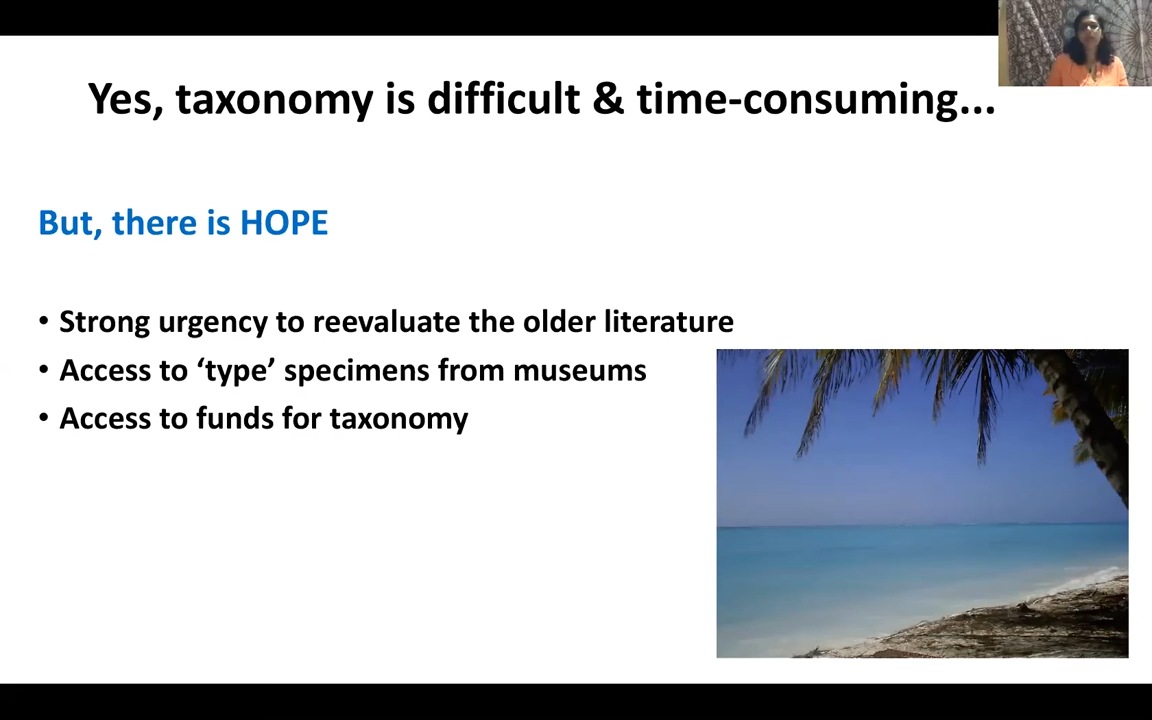 Yes, taxonomy is difficult & time-consuming...
But, there is HOPE
• Strong urgency to reevaluate the older literature
• Access to ‘type’ specimens from museums
• Access to funds for taxonomy